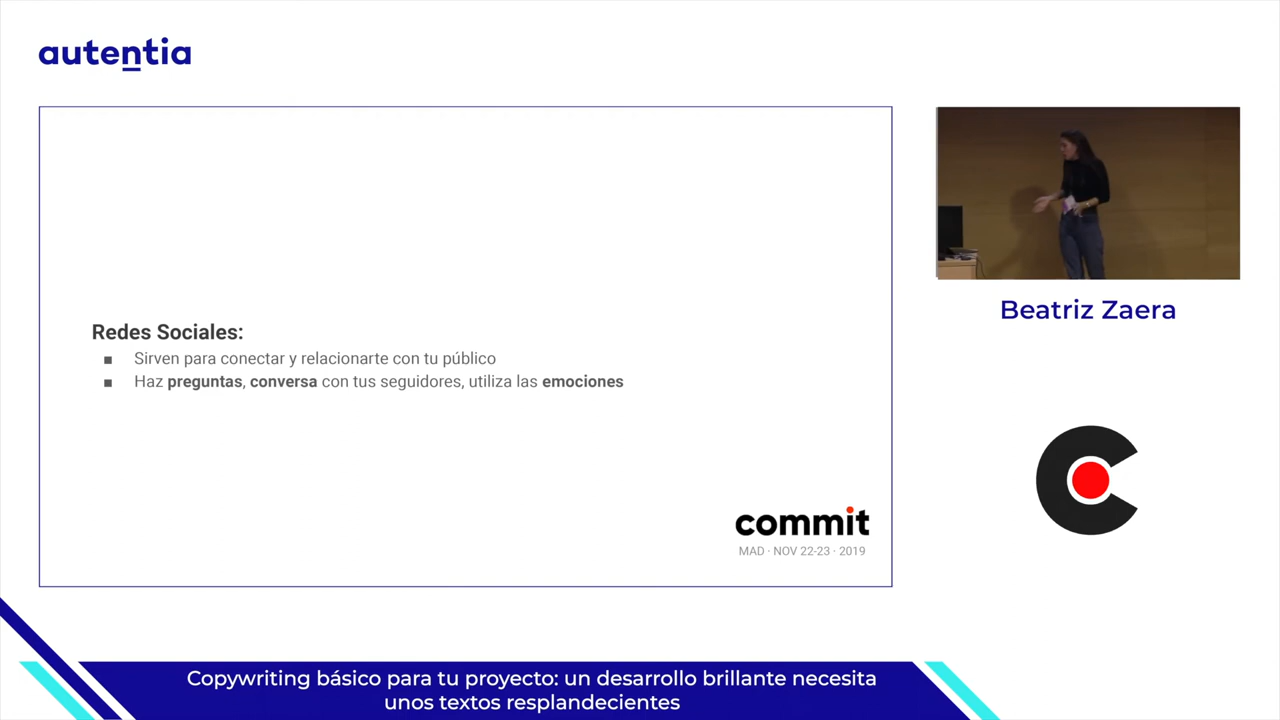 autentia
Redes Sociales:
Sirven para conectar y relacionarte con tu público
Haz preguntas, conversa con tus seguidores, utiliza las emociones
commit
MAD · NOV 22-23 · 2019
Beatriz Zaera
Copywriting básico para tu proyecto: un desarrollo brillante necesita
unos textos resplandecientes